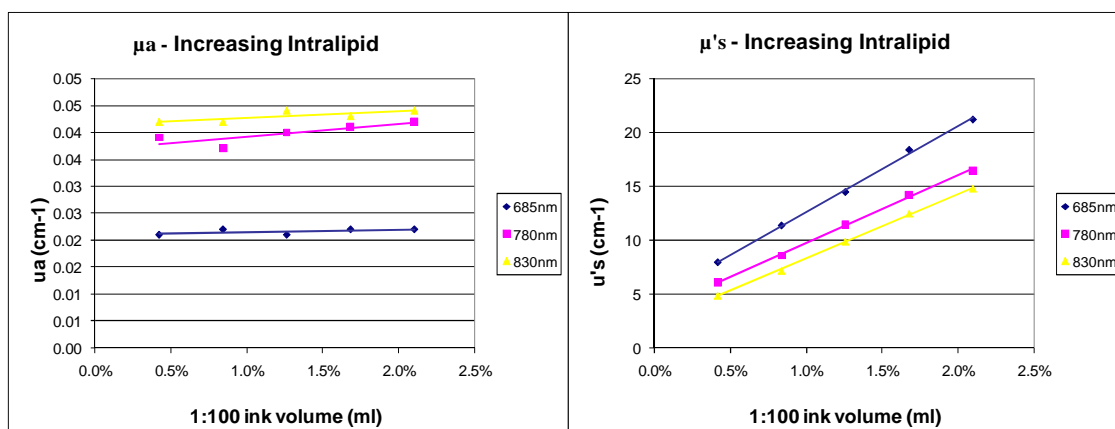 μa - Increasing Intralipid
0.05
0.05
0.04
0.04
0.03
0.03
0.02
0.02
0.01
0.01
0.00
ua (cm-1)
0.0% 0.5% 1.0% 1.5% 2.0% 2.5%
1:100 ink volume (ml)
685nm
780nm
830nm
μ's - Increasing Intralipid
25
20
15
10
5
0
u's (cm-1)
0.0% 0.5% 1.0% 1.5% 2.0% 2.5%
1:100 ink volume (ml)
685nm
780nm
830nm